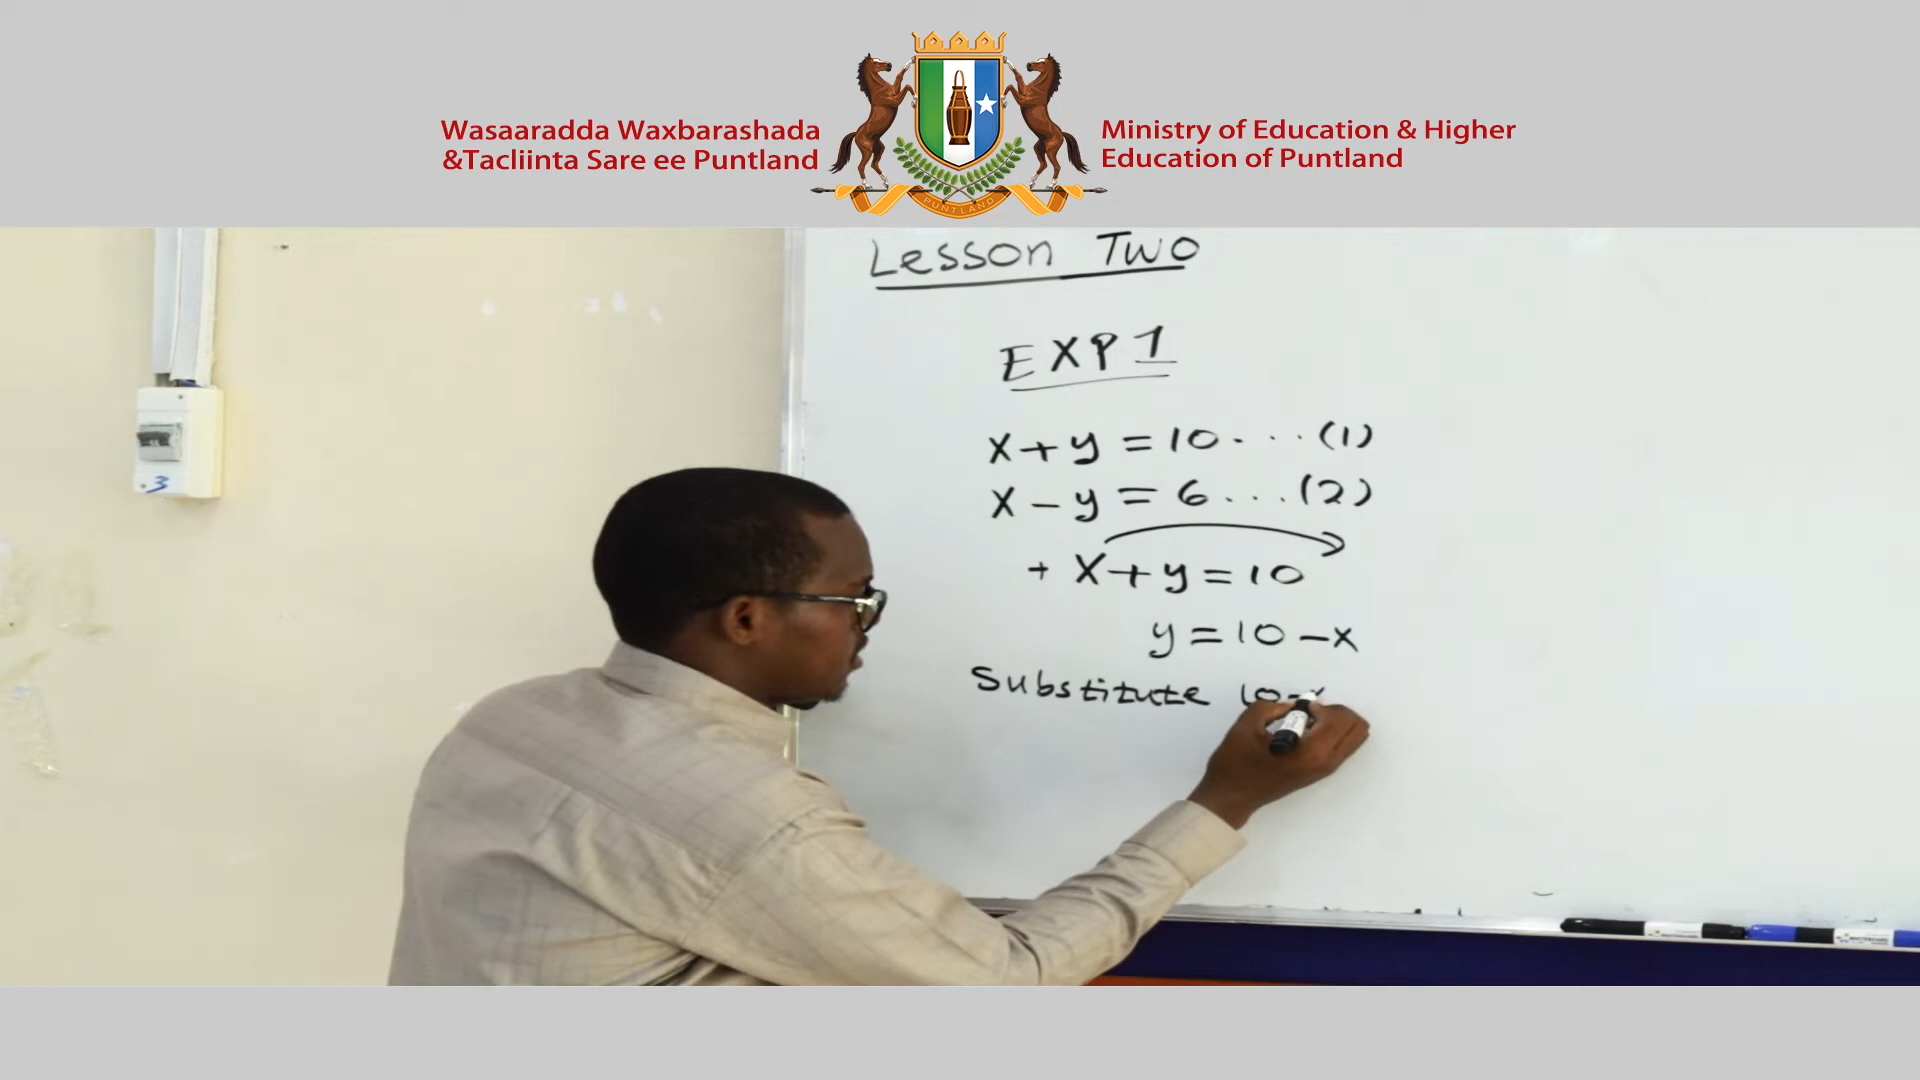 Wasaaradda Waxbarashada
&Tacliinta Sare ee Puntland
PUNTLAND
Ministry of Education & Higher
Education of Puntland
Lesson Two
EXP 1
x + y = 10 . . . (1)
x - y = 6 . . . (2)
+ x + y = 10
y = 10 - x
Substitute 10 - x
3